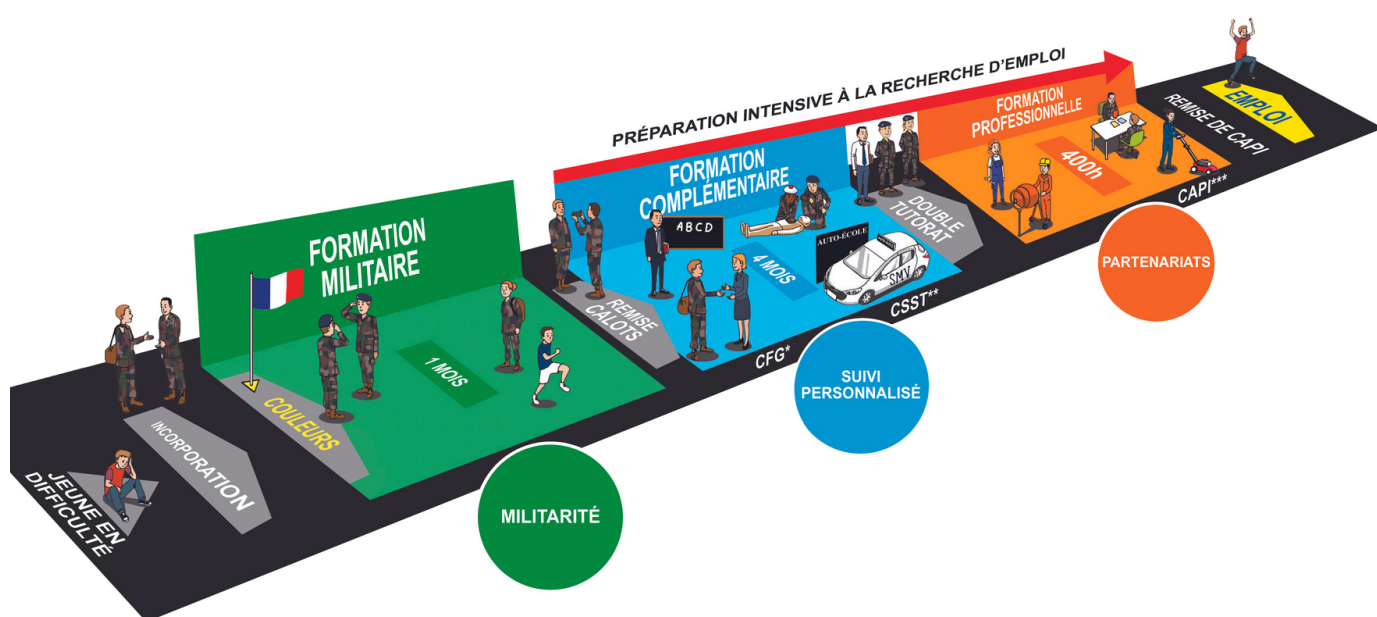 JEUNE EN
DIFFICULTÉ
INCORPORATION
COULEURS
FORMATION
MILITAIRE
1 MOIS
MILITARITÉ
PRÉPARATION INTENSIVE À LA RECHERCHE D'EMPLOI
REMISE
CALOTS
FORMATION
COMPLÉMENTAIRE
ABCD
4 MOIS
AUTO-ÉCOLE
SMV
CFG*
CSST**
SUIVI
PERSONNALISÉ
DOUBLE
TUTORAT
FORMATION
PROFESSIONNELLE
400h
CAPI***
PARTENARIATS
REMISE DE CAPI
EMPLOI